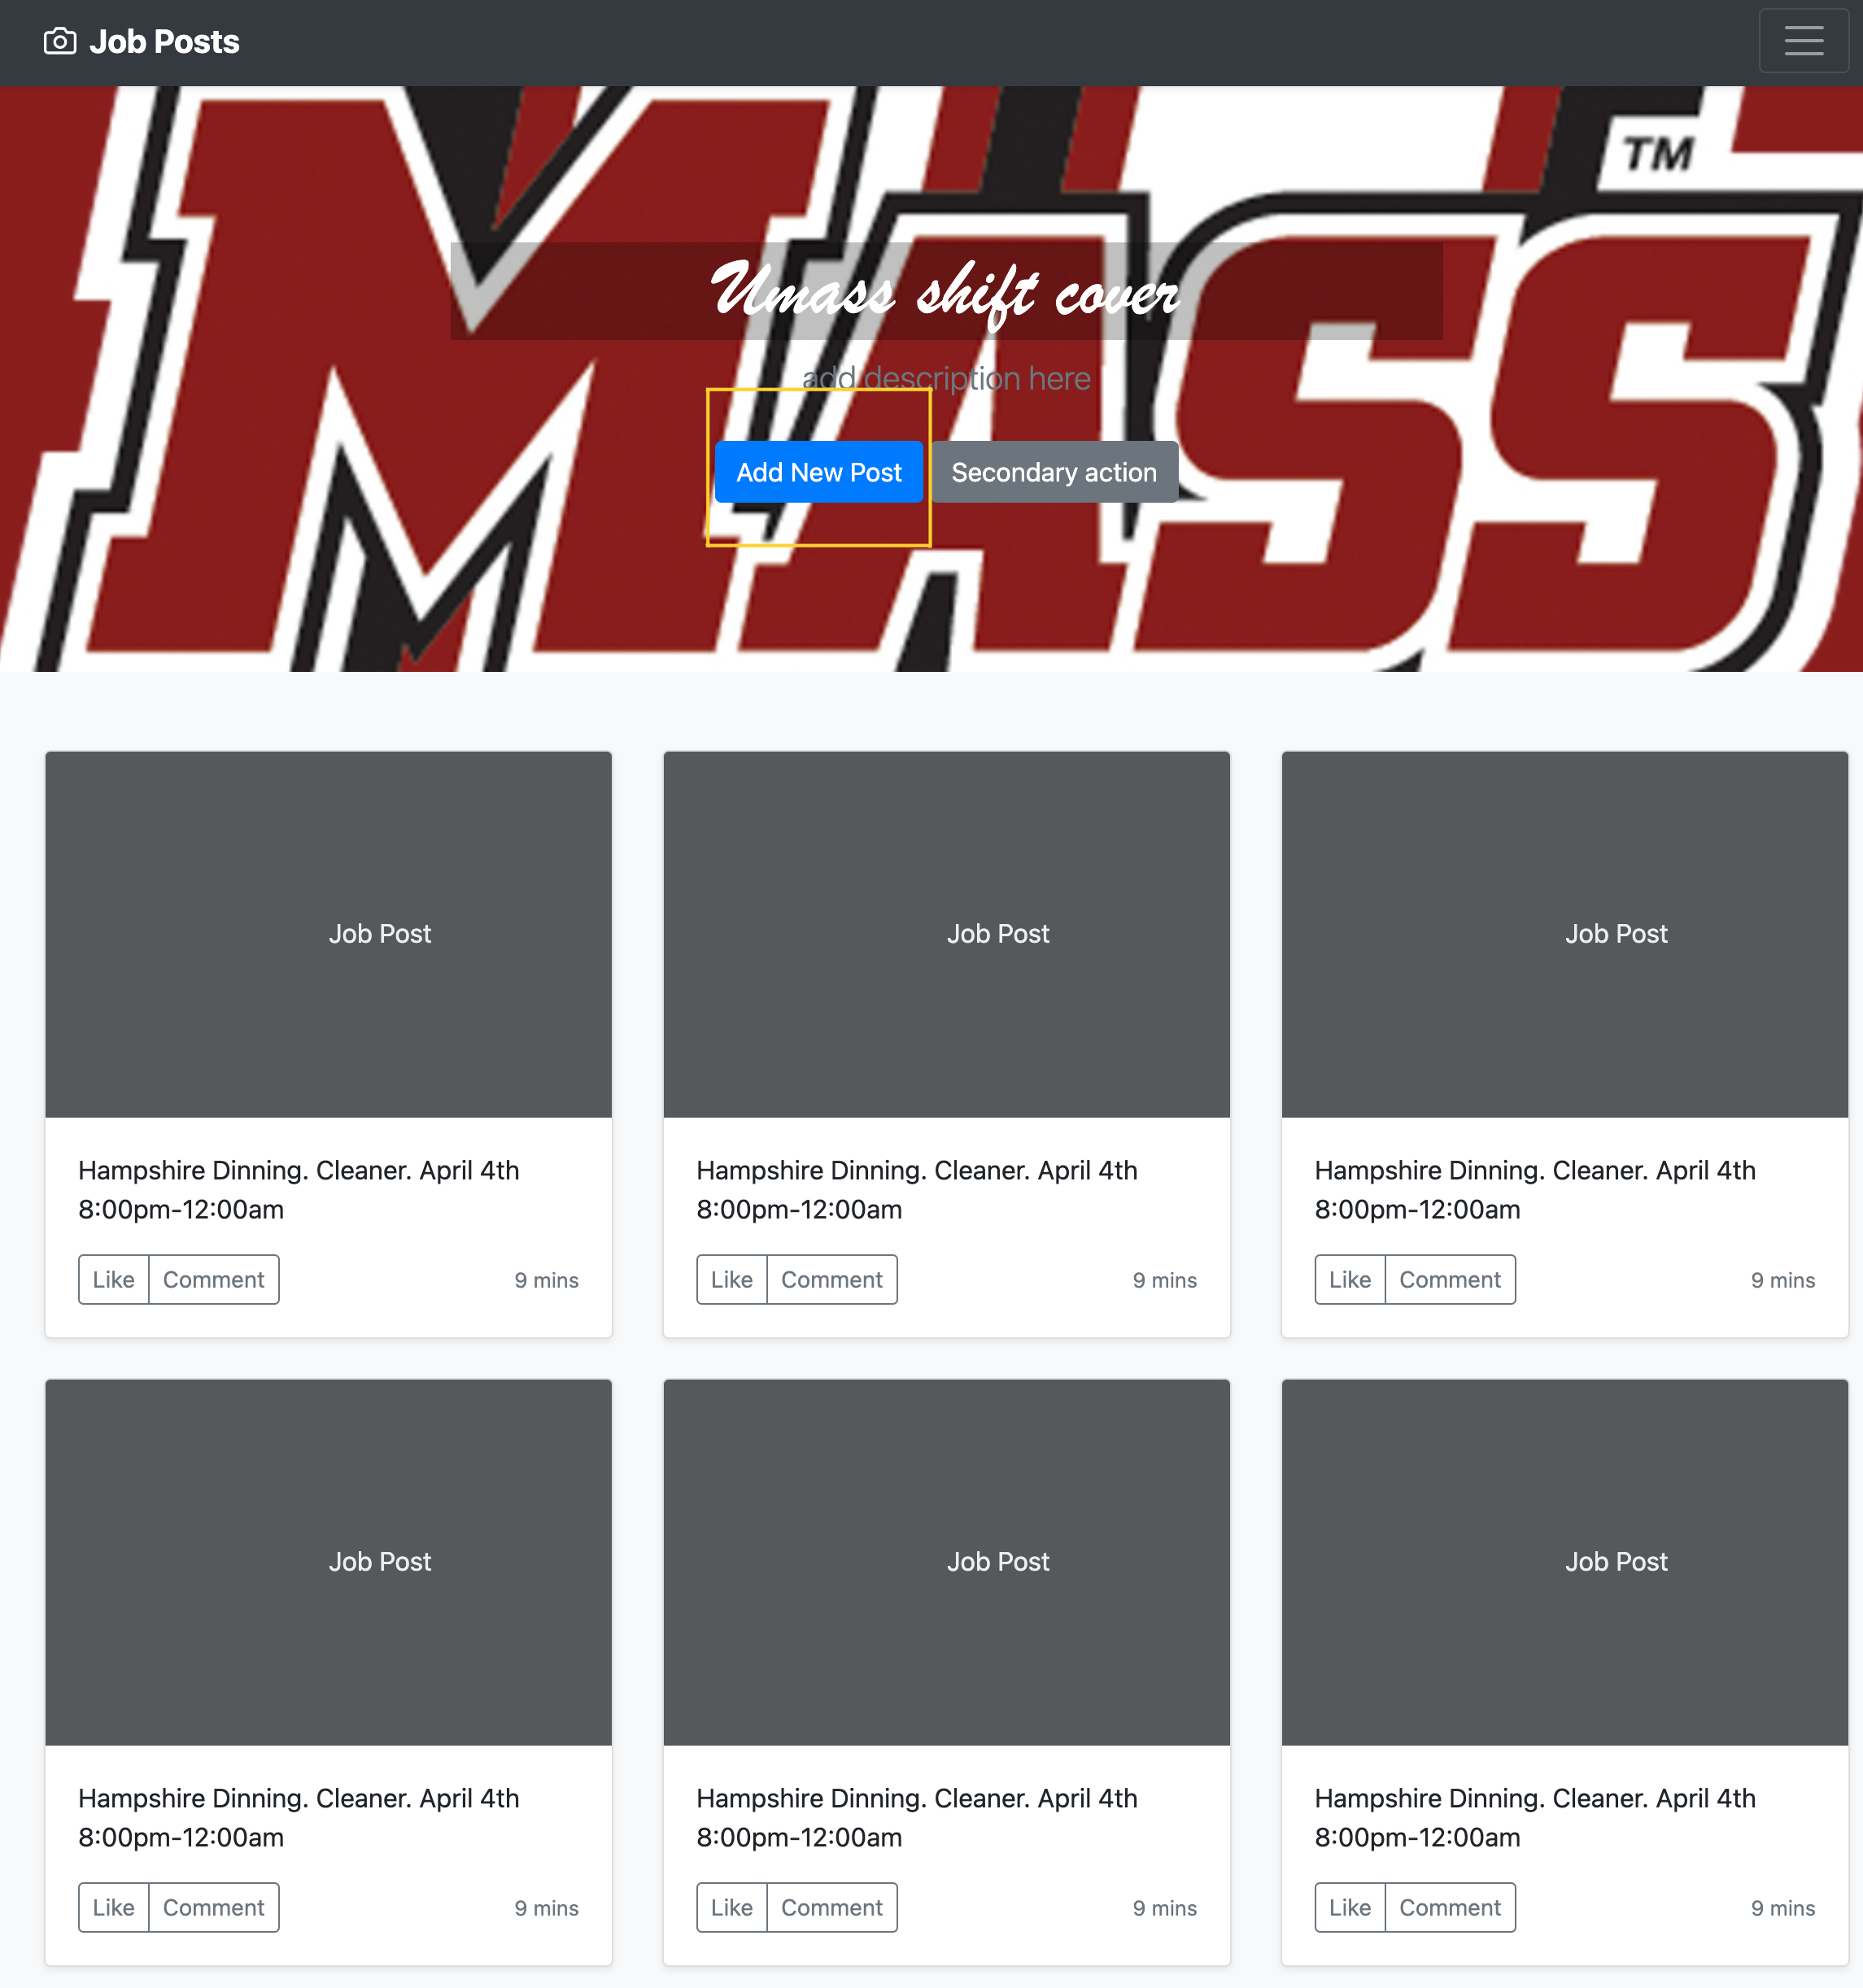 Job Posts
MASS
TM
Umass shift cover
add description here
Add New Post Secondary action
Job Post Job Post Job Post
Hampshire Dinning. Cleaner. April 4th
8:00pm-12:00am
Like Comment 9 mins
Hampshire Dinning. Cleaner. April 4th
8:00pm-12:00am
Like Comment 9 mins
Hampshire Dinning. Cleaner. April 4th
8:00pm-12:00am
Like Comment 9 mins
Job Post Job Post Job Post
Hampshire Dinning. Cleaner. April 4th
8:00pm-12:00am
Like Comment 9 mins
Hampshire Dinning. Cleaner. April 4th
8:00pm-12:00am
Like Comment 9 mins
Hampshire Dinning. Cleaner. April 4th
8:00pm-12:00am
Like Comment 9 mins